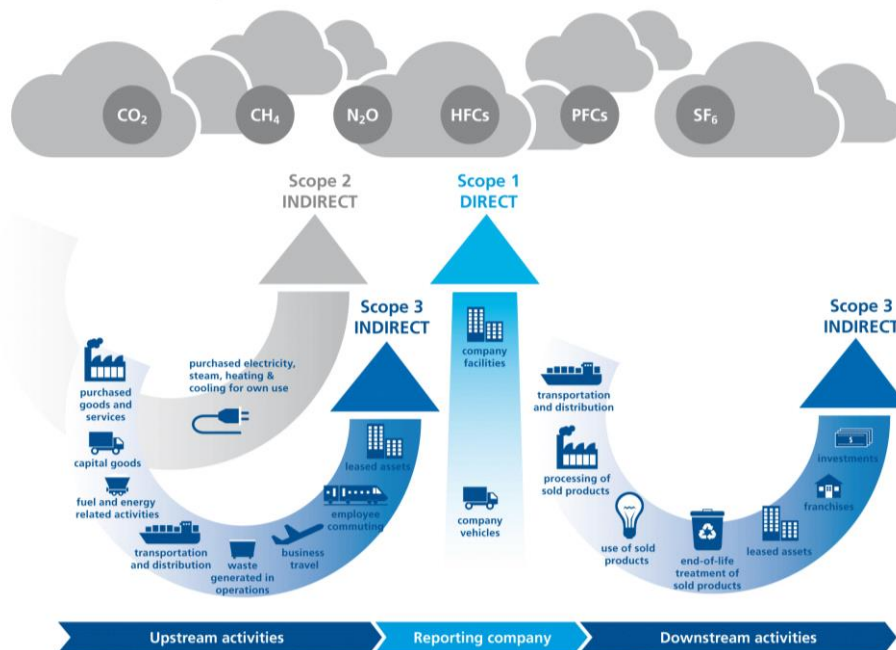 CO₂
CH₄
N₂O
HFCs
PFCs
SF₆
Scope 2
INDIRECT
Scope 1
DIRECT
Scope 3
INDIRECT
Scope 3
INDIRECT
purchased
goods and
services
capital goods
fuel and energy
related activities
transportation
and distribution
waste
generated in
operations
business
travel
employee
commuting
leased assets
purchased electricity,
steam, heating &
cooling for own use
company
facilities
company
vehicles
transportation
and distribution
processing of
sold products
use of sold
products
end-of-life
treatment of
sold products
leased assets
franchises
$
investments
Upstream activities
Reporting company
Downstream activities